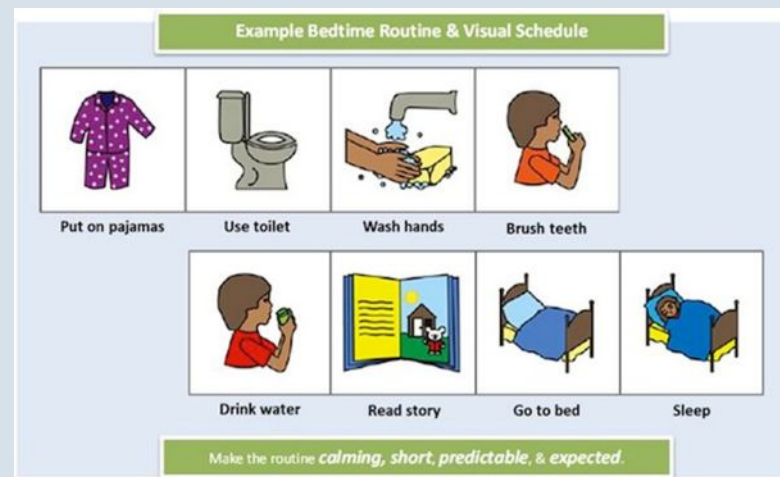 Example Bedtime Routine & Visual Schedule
Put on pajamas
Use toilet
Wash hands
Brush teeth
Drink water
Read story
Go to bed
Sleep
Make the routine calming, short, predictable, & expected.